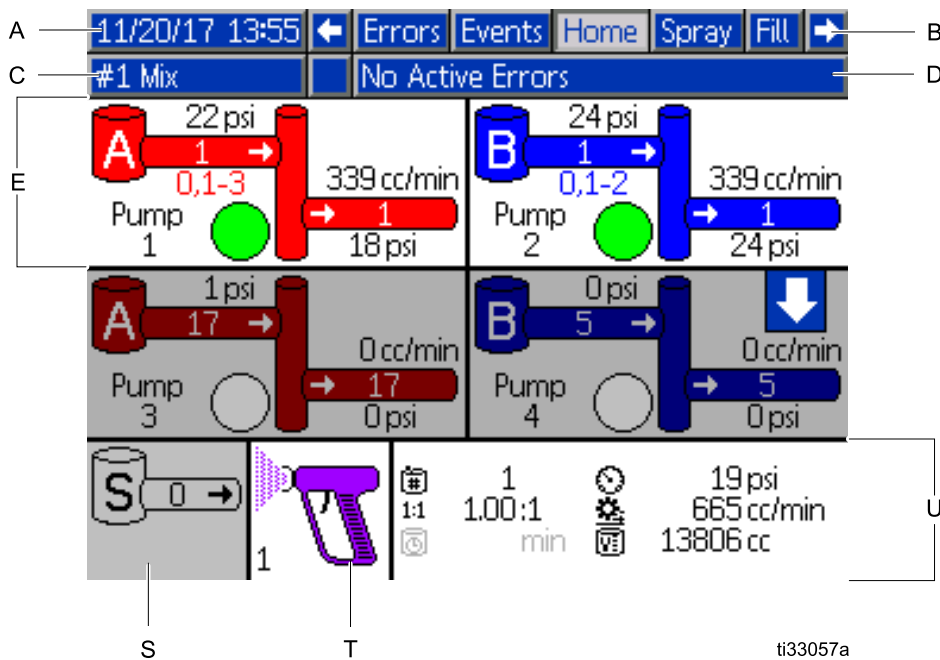 A
11/20/17 13:55 Errors Events Home Spray Fill
B
C
#1 Mix
No Active Errors
D
E
A
22 psi
1
0,1-3
Pump
1
339 cc/min
1
18 psi
B
24 psi
1
0,1-2
Pump
2
339 cc/min
1
24 psi
A
1 psi
17
Pump
3
0 cc/min
17
0 psi
B
0 psi
5
Pump
4
0 cc/min
5
0 psi
S
0
1
# 1
1:1 1.00:1
min
19 psi
665 cc/min
13806 cc
U
S
T
ti33057a